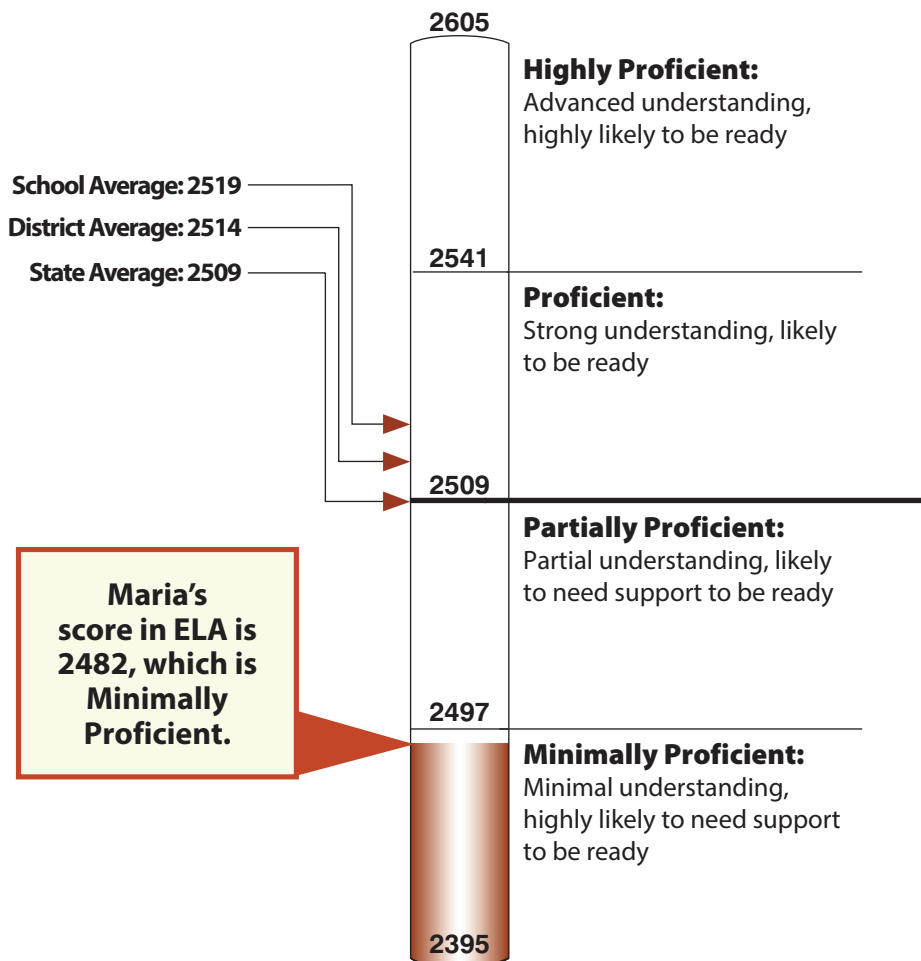 2605
Highly Proficient:
Advanced understanding,
highly likely to be ready
School Average: 2519
District Average: 2514
State Average: 2509
2541
Proficient:
Strong understanding, likely
to be ready
2509
Partially Proficient:
Partial understanding, likely
to need support to be ready
Maria’s
score in ELA is
2482, which is
Minimally
Proficient.
2497
Minimally Proficient:
Minimal understanding,
highly likely to need support
to be ready
2395